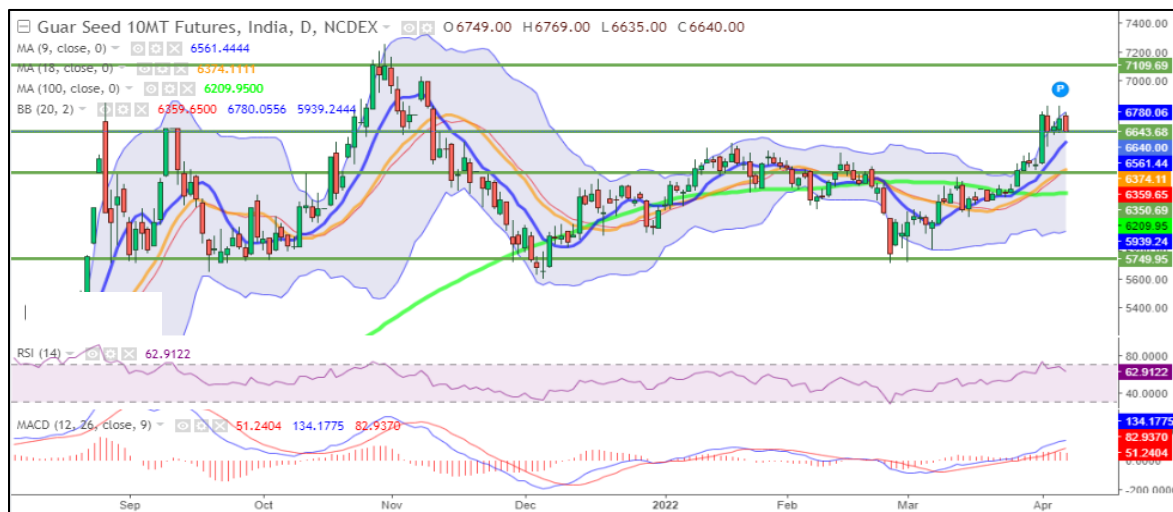 Guar Seed 10MT Futures, India, D, NCDEX O6749.00 H6769.00 L6635.00 C6640.00
MA (9, close, 0) 6561.4444
MA (18, close, 0) 6374.1111
MA (100, close, 0) 6209.9500
BB (20, 2) 6359.6500 6780.0556 5939.2444
P
7400.00
7200.00
7109.69
7000.00
6780.06
6643.68
6640.00
6561.44
6374.11
6359.65
6350.69
6209.95
5939.24
5749.95
5600.00
5400.00
RSI (14) 62.9122
80.0000
62.9122
40.0000
MACD (12, 26, close, 9) 51.2404 134.1775 82.9370
134.1775
82.9370
51.2404
-200.0000
Sep Oct Nov Dec 2022 Feb Mar Apr